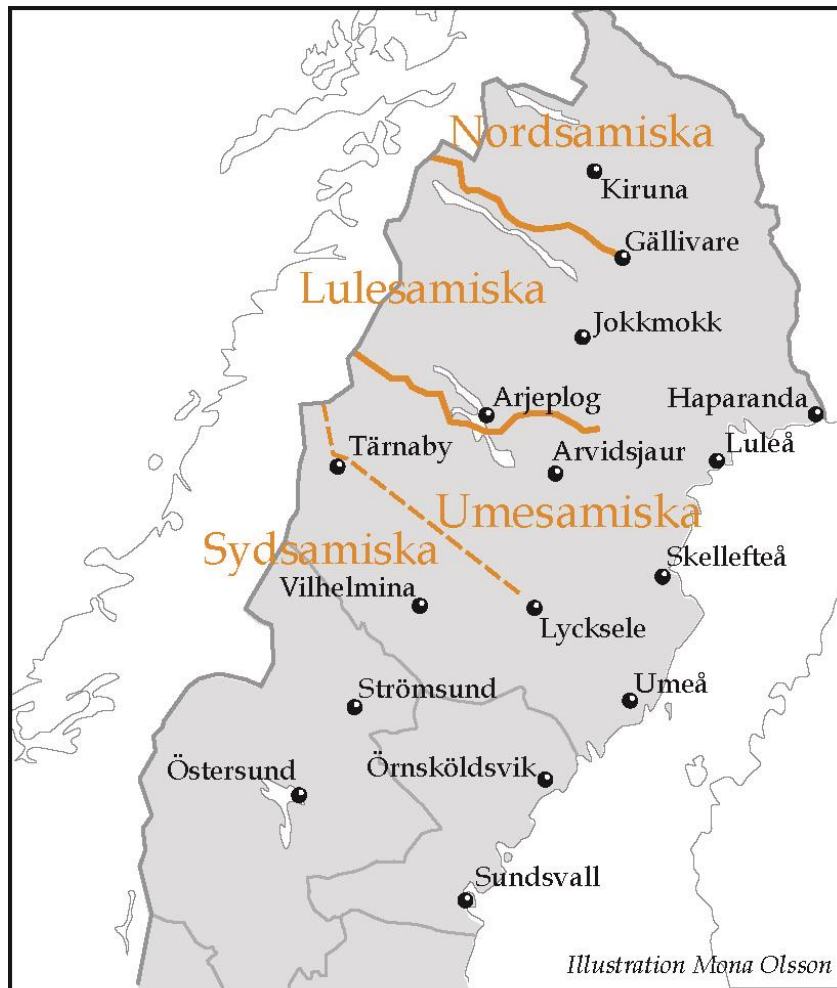 Nordsamiska
Kiruna
Gällivare
Lulesamiska
Jokkmokk
Arjeplog
Haparanda
Tärnaby
Arvidsjaur
Luleå
Umesamiska
Sydsamiska
Skellefteå
Vilhelmina
Lycksele
Strömsund
Umeå
Östersund
Örnsköldsvik
Sundsvall
Illustration Mona Olsson